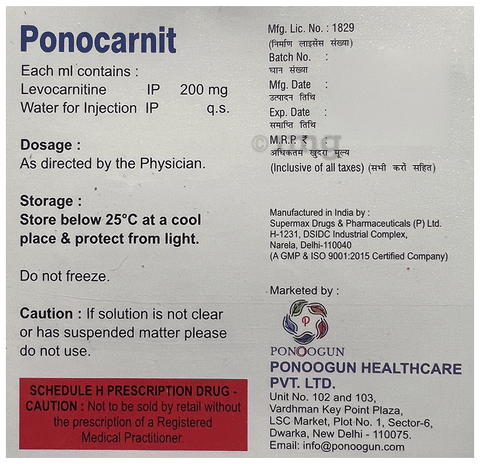 Ponocarnit
Each ml contains :
Levocarnitine IP 200 mg
Water for Injection IP q.s.
Dosage :
As directed by the Physician.
Storage :
Store below 25°C at a cool
place & protect from light.
Do not freeze.
Caution : If solution is not clear
or has suspended matter please
do not use.
SCHEDULE H PRESCRIPTION DRUG -
CAUTION : Not to be sold by retail without
the prescription of a Registered
Medical Practitioner.
Mfg. Lic. No. : 1829
(निर्माण लाइसेंस संख्या)
Batch No. :
घान संख्या
Mfg. Date :
उत्पादन तिथि
Exp. Date :
समाप्ति तिथि
M.R.P. ₹
अधिकतम खुदरा मूल्य
(Inclusive of all taxes) (सभी करों सहित)
Manufactured in India by :
Supermax Drugs & Pharmaceuticals (P) Ltd.
H-1231, DSIDC Industrial Complex,
Narela, Delhi-110040
(A GMP & ISO 9001:2015 Certified Company)
Marketed by :
P
PONOOGUN
PONOOGUN HEALTHCARE
PVT. LTD.
Unit No. 102 and 103,
Vardhman Key Point Plaza,
LSC Market, Plot No. 1, Sector-6,
Dwarka, New Delhi - 110075.
Email: info@ponoogun.com